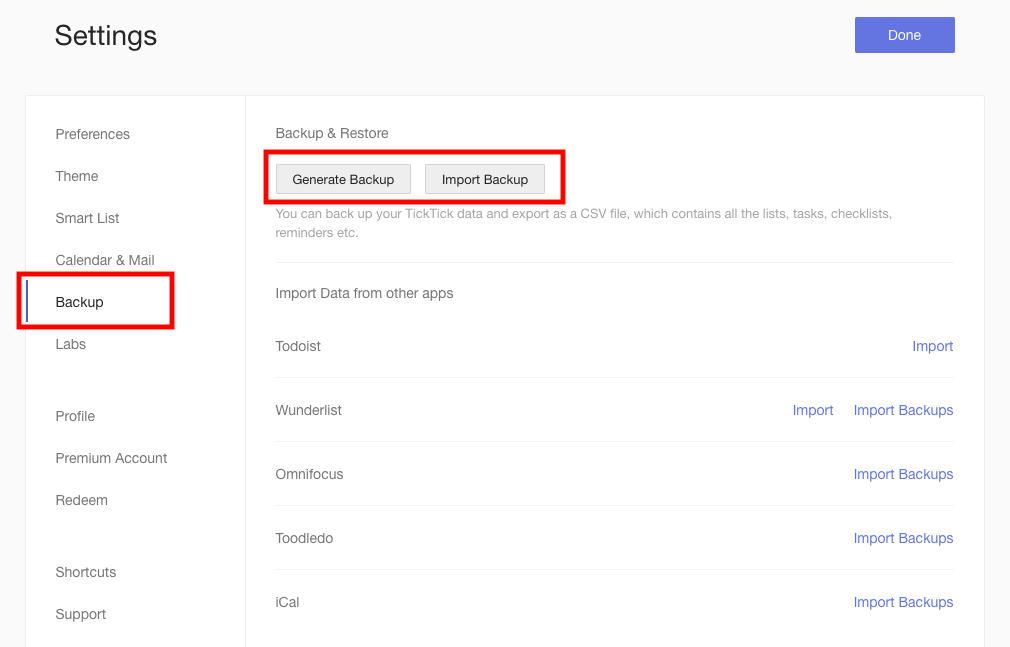 Settings
Done
Preferences
Theme
Smart List
Calendar & Mail
Backup
Labs
Profile
Premium Account
Redeem
Shortcuts
Support
Backup & Restore
Generate Backup
Import Backup
You can back up your TickTick data and export as a CSV file, which contains all the lists, tasks, checklists,
reminders etc.
Import Data from other apps
Todoist Import
Wunderlist Import Import Backups
Omnifocus Import Backups
Toodledo Import Backups
iCal Import Backups